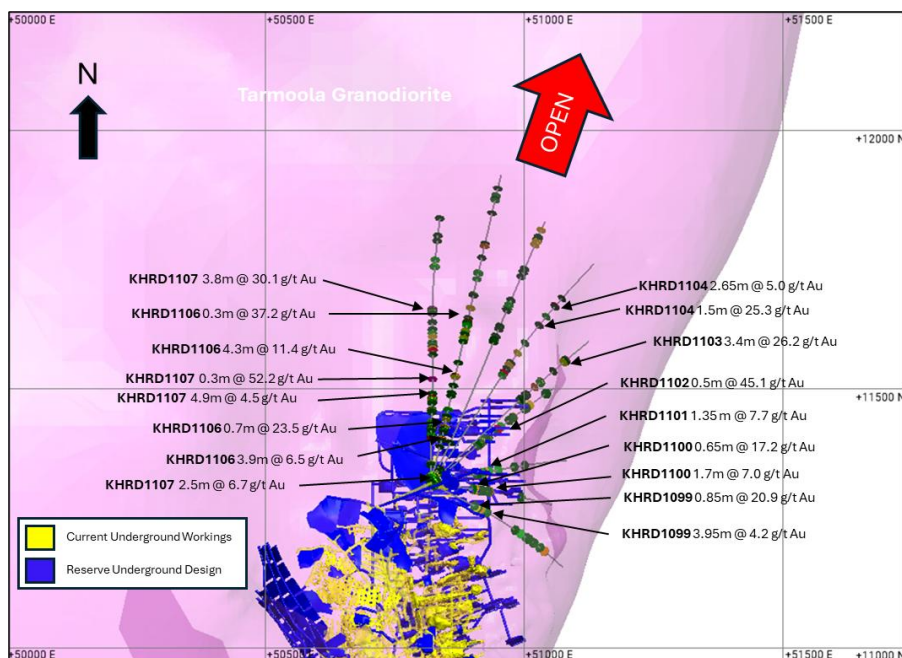 +50000 E
+50500 E
+51000 E
+51500 E
N
Tarmoola Granodiorite
OPEN
+12000 N
KHRD1107 3.8m @ 30.1 g/t Au
KHRD1106 0.3m @ 37.2 g/t Au
KHRD1106 4.3m @ 11.4 g/t Au
KHRD1107 0.3m @ 52.2 g/t Au
KHRD1107 4.9m @ 4.5 g/t Au
KHRD1106 0.7m @ 23.5 g/t Au
KHRD1106 3.9m @ 6.5 g/t Au
KHRD1107 2.5m @ 6.7 g/t Au
KHRD1104 2.65m @ 5.0 g/t Au
KHRD1104 1.5m @ 25.3 g/t Au
KHRD1103 3.4m @ 26.2 g/t Au
KHRD1102 0.5m @ 45.1 g/t Au
+11500 N
KHRD1101 1.35m @ 7.7 g/t Au
KHRD1100 0.65m @ 17.2 g/t Au
KHRD1100 1.7m @ 7.0 g/t Au
KHRD1099 0.85m @ 20.9 g/t Au
KHRD1099 3.95m @ 4.2 g/t Au
Current Underground Workings
Reserve Underground Design
+50000 E
+50500 E
+51000 E
+51500 E
+11000 N